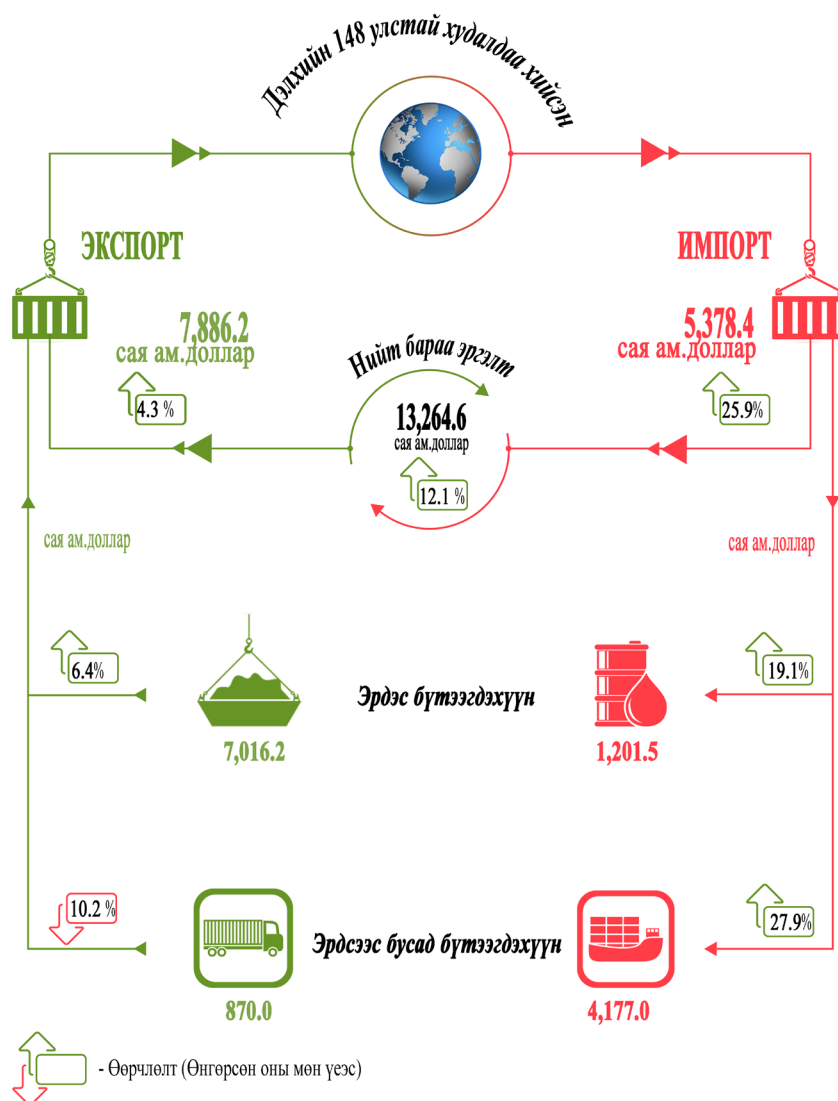 Дэлхийн 148 улстай худалдаа хийсэн
ЭКСПОРТ
ИМПОРТ
7,886.2
сая ам.доллар
4.3 %
5,378.4
сая ам.доллар
25.9%
Нийт бараа эргэлт
13,264.6
сая ам.доллар
12.1 %
сая ам.доллар
сая ам.доллар
6.4%
19.1%
Эрдэс бүтээгдэхүүн
7,016.2
1,201.5
10.2 %
27.9%
Эрдсээс бусад бүтээгдэхүүн
870.0
4,177.0
- Өөрчлөлт (Өнгөрсөн оны мөн үеэс)